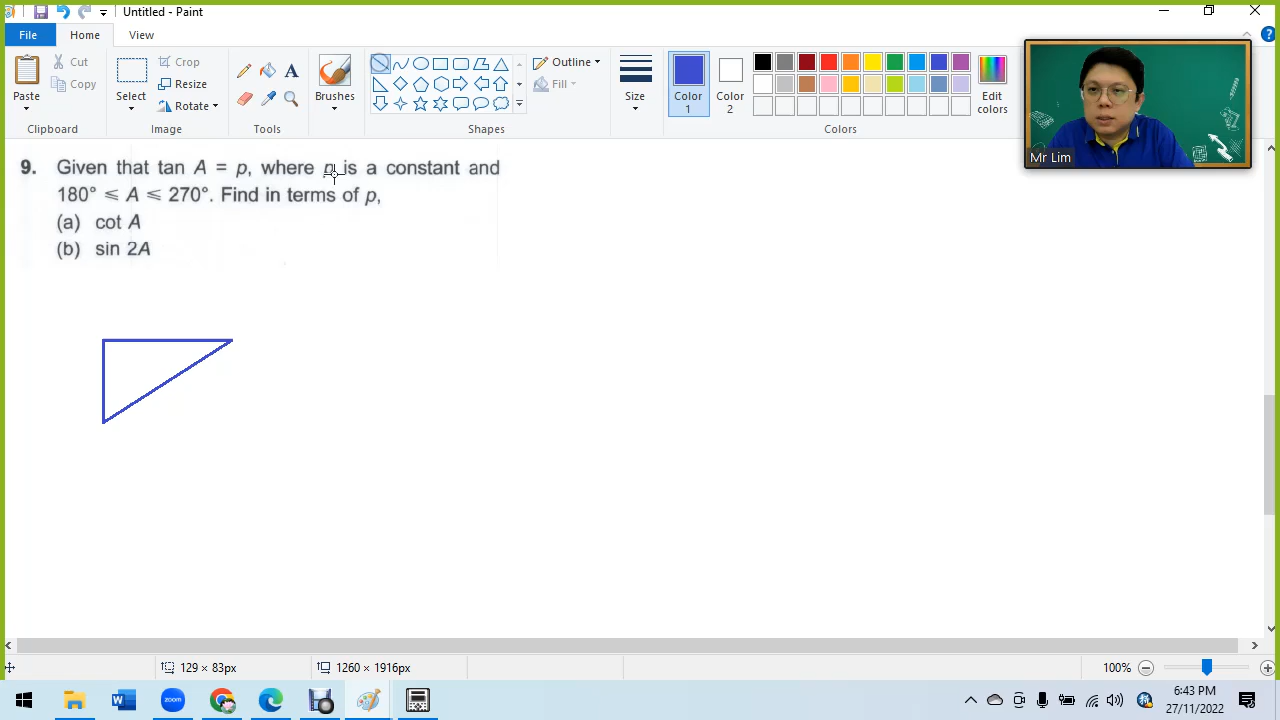 Untitled - Paint
File
Home
View
Paste
Cut
Copy
Clipboard
Select
Crop
Resize
Rotate
Image
Tools
Brushes
Shapes
Outline
Fill
Size
Color
1
Color
2
Edit
colors
Colors
?
Mr Lim
9. Given that tan A = p, where p is a constant and
180° ⩽ A ⩽ 270°. Find in terms of p,
(a) cot A
(b) sin 2A
129 × 83px
1260 × 1916px
100%
zoom
6:43 PM
27/11/2022